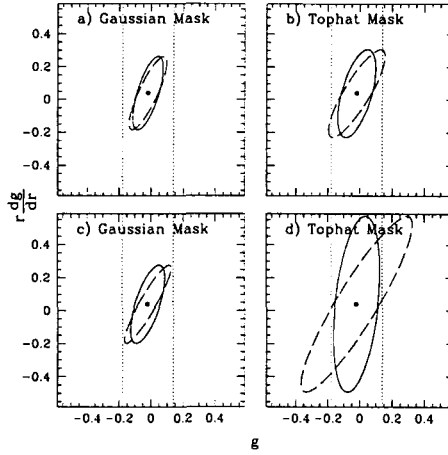 a) Gaussian Mask
b) Tophat Mask
0.4
0.2
0
-0.2
-0.4
c) Gaussian Mask
d) Tophat Mask
0.4
0.2
0
-0.2
-0.4
r dg/dr
-0.4 -0.2 0 0.2 0.4
-0.4 -0.2 0 0.2 0.4
g